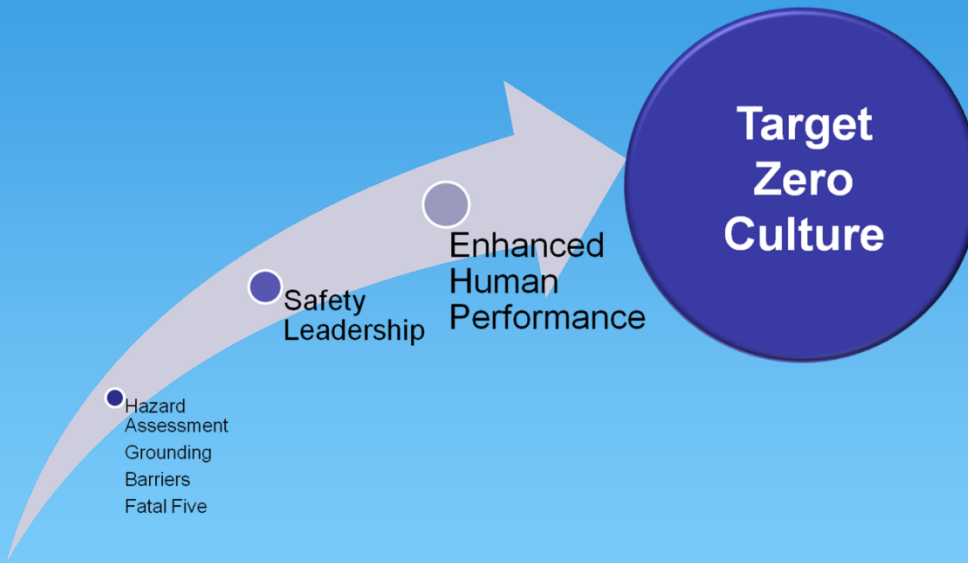 Target
Zero
Culture
Enhanced
Human
Performance
Safety
Leadership
Hazard
Assessment
Grounding
Barriers
Fatal Five